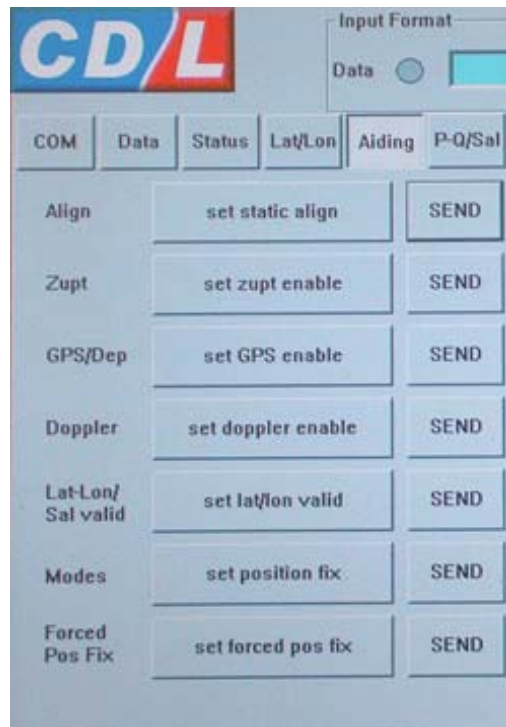 CD/L
Input Format
Data
COM Data Status Lat/Lon Aiding P-Q/Sal
Align set static align SEND
Zupt set zupt enable SEND
GPS/Dep set GPS enable SEND
Doppler set doppler enable SEND
Lat-Lon/
Sal valid set lat/lon valid SEND
Modes set position fix SEND
Forced
Pos Fix set forced pos fix SEND